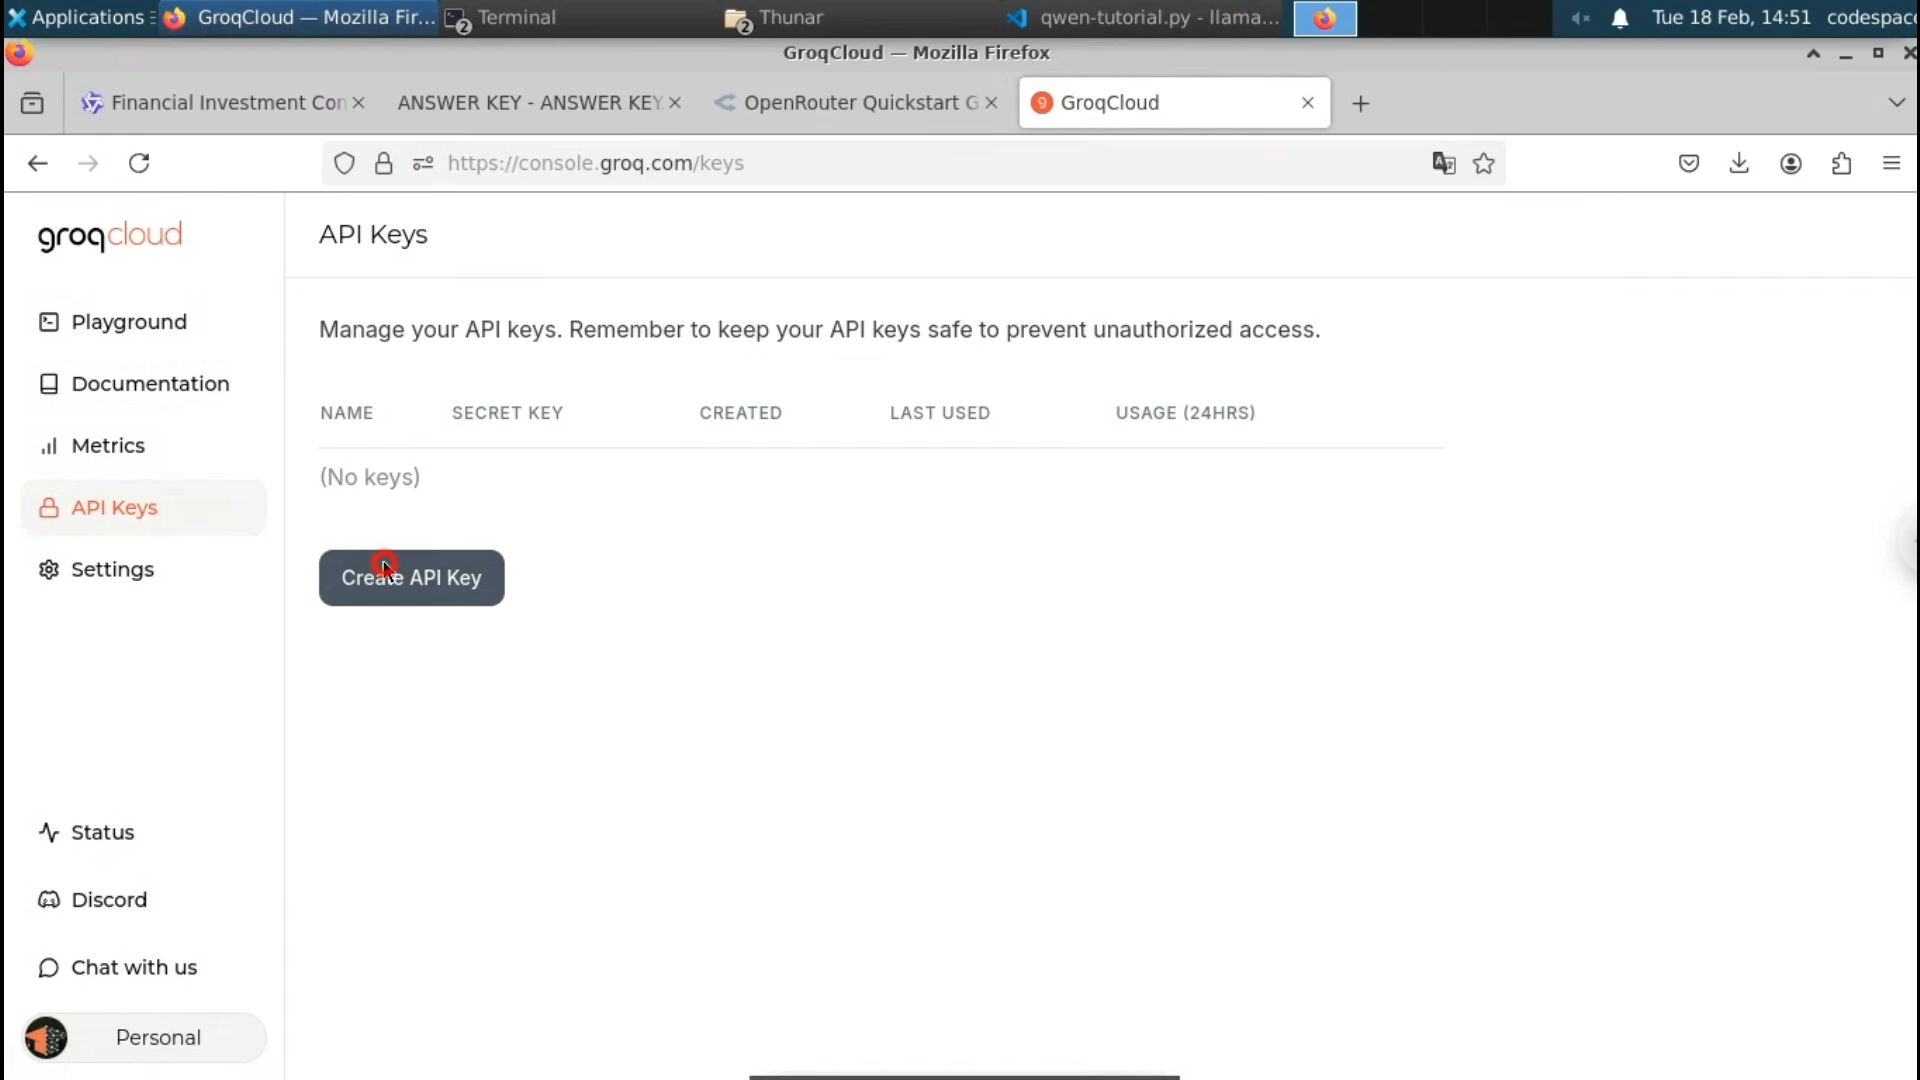 Applications
GroqCloud — Mozilla Fir...
2
Terminal
2
Thunar
qwen-tutorial.py - llama...
Tue 18 Feb, 14:51
codespace
GroqCloud — Mozilla Firefox
Financial Investment Con
ANSWER KEY - ANSWER KEY
OpenRouter Quickstart G
GroqCloud
https://console.groq.com/keys
groqcloud
API Keys
Playground
Manage your API keys. Remember to keep your API keys safe to prevent unauthorized access.
Documentation
NAME
SECRET KEY
CREATED
LAST USED
USAGE (24HRS)
Metrics
(No keys)
API Keys
Settings
Create API Key
Status
Discord
Chat with us
Personal